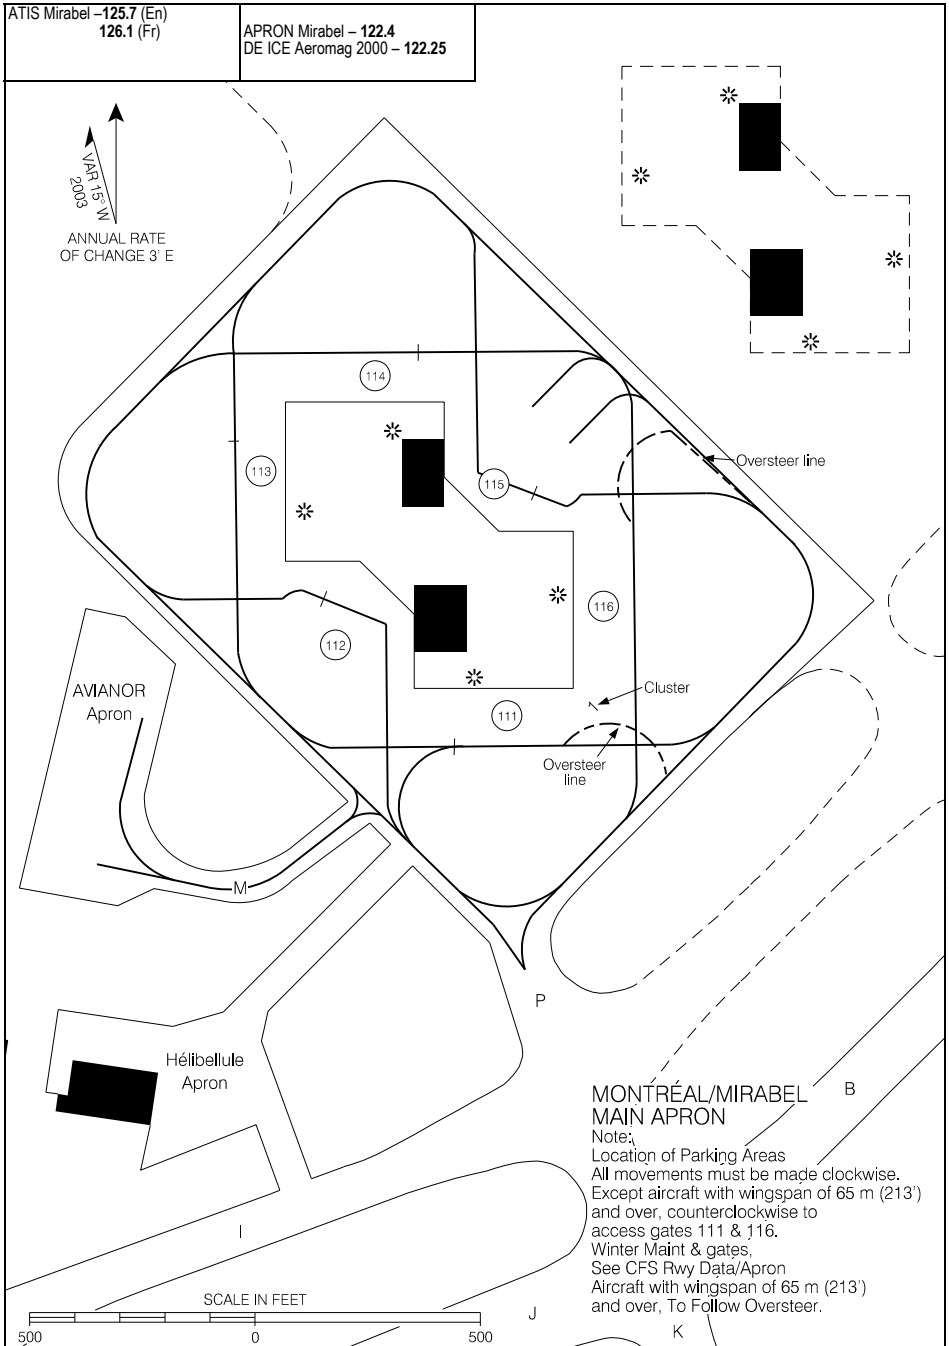 ATIS Mirabel –125.7 (En)
126.1 (Fr)
APRON Mirabel – 122.4
DE ICE Aeromag 2000 – 122.25
VAR 15° W
2003
ANNUAL RATE
OF CHANGE 3' E
114
113
115
Oversteer line
116
112
AVIANOR
Apron
Cluster
111
Oversteer
line
M
P
Hélibellule
Apron
B
MONTRÉAL/MIRABEL
MAIN APRON
Note:
Location of Parking Areas
All movements must be made clockwise.
Except aircraft with wingspan of 65 m (213')
and over, counterclockwise to
access gates 111 & 116.
Winter Maint & gates,
See CFS Rwy Data/Apron
Aircraft with wingspan of 65 m (213')
and over, To Follow Oversteer.
I
SCALE IN FEET
500 0 500
J
K